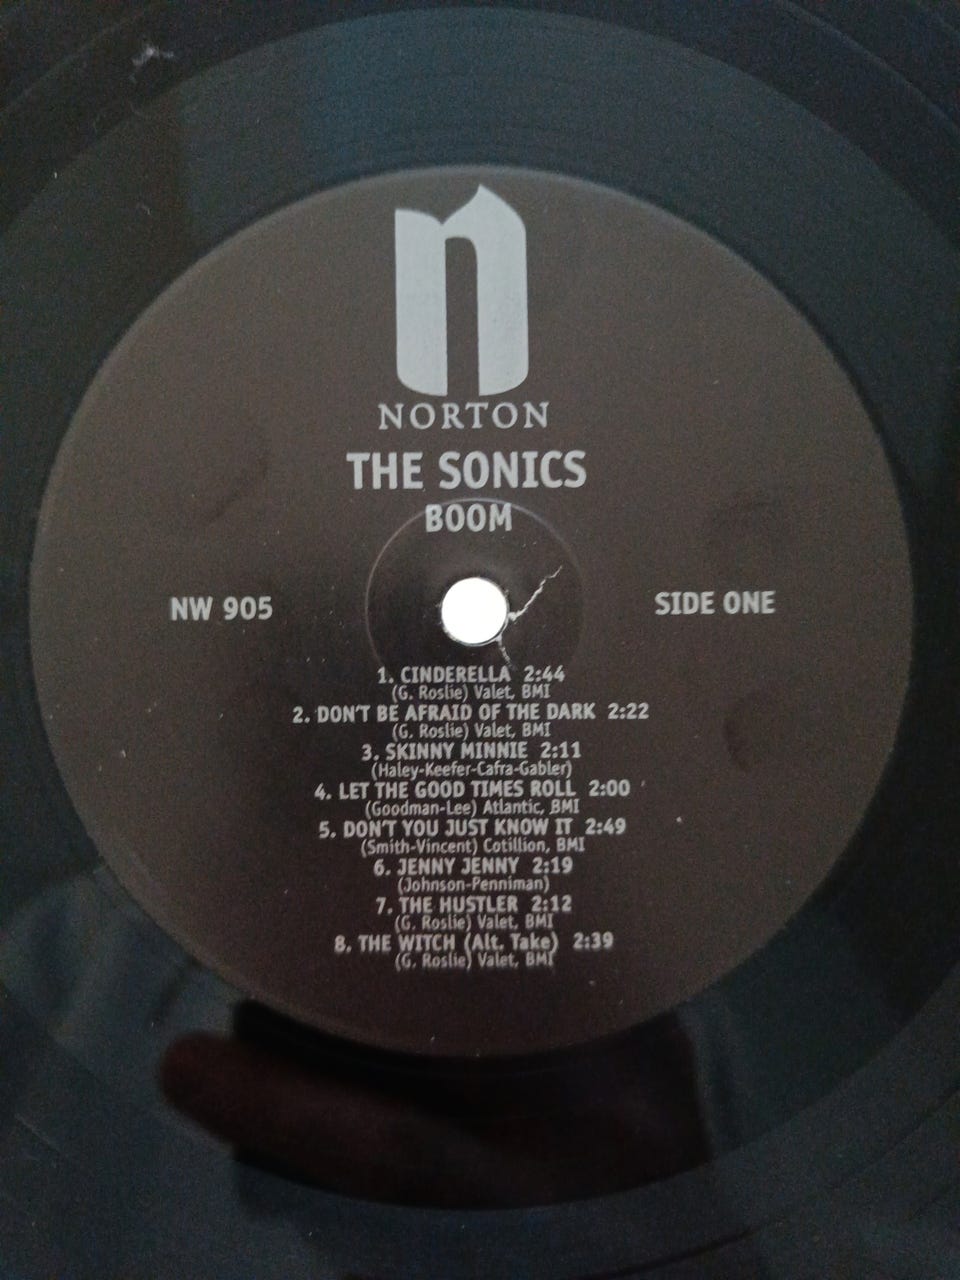 n
NORTON
THE SONICS
BOOM
NW 905
SIDE ONE
1. CINDERELLA 2:44
(G. Roslie) Valet, BMI
2. DON'T BE AFRAID OF THE DARK 2:22
(G. Roslie) Valet, BMI
3. SKINNY MINNIE 2:11
(Haley-Keefer-Cafra-Gabler)
4. LET THE GOOD TIMES ROLL 2:00
(Goodman-Lee) Atlantic, BMI
5. DON'T YOU JUST KNOW IT 2:49
(Smith-Vincent) Cotillion, BMI
6. JENNY JENNY 2:19
(Johnson-Penniman)
7. THE HUSTLER 2:12
(G. Roslie) Valet, BMI
8. THE WITCH (Alt. Take) 2:39
(G. Roslie) Valet, BMI